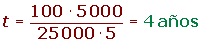 t = 100 · 5000 / 25000 · 5 = 4 años